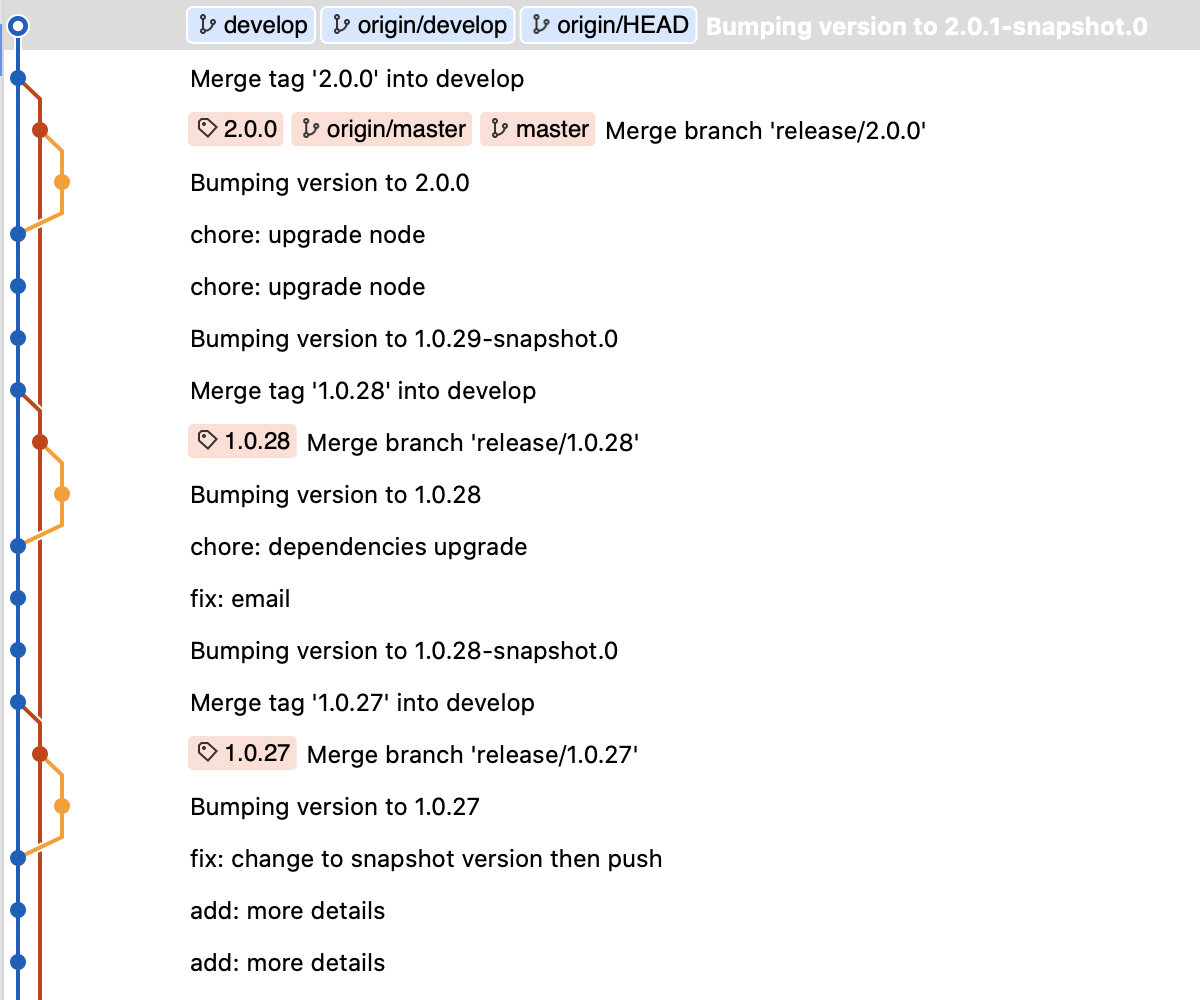 develop origin/develop origin/HEAD Bumping version to 2.0.1-snapshot.0
Merge tag '2.0.0' into develop
2.0.0 origin/master master Merge branch 'release/2.0.0'
Bumping version to 2.0.0
chore: upgrade node
chore: upgrade node
Bumping version to 1.0.29-snapshot.0
Merge tag '1.0.28' into develop
1.0.28 Merge branch 'release/1.0.28'
Bumping version to 1.0.28
chore: dependencies upgrade
fix: email
Bumping version to 1.0.28-snapshot.0
Merge tag '1.0.27' into develop
1.0.27 Merge branch 'release/1.0.27'
Bumping version to 1.0.27
fix: change to snapshot version then push
add: more details
add: more details